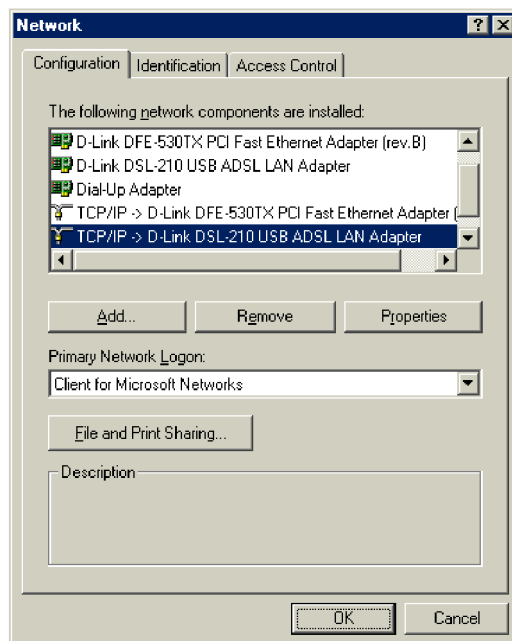 Network
Configuration Identification Access Control
The following network components are installed:
D-Link DFE-530TX PCI Fast Ethernet Adapter (rev.B)
D-Link DSL-210 USB ADSL LAN Adapter
Dial-Up Adapter
TCP/IP -> D-Link DFE-530TX PCI Fast Ethernet Adapter (
TCP/IP -> D-Link DSL-210 USB ADSL LAN Adapter
Add... Remove Properties
Primary Network Logon:
Client for Microsoft Networks
File and Print Sharing...
Description
OK Cancel